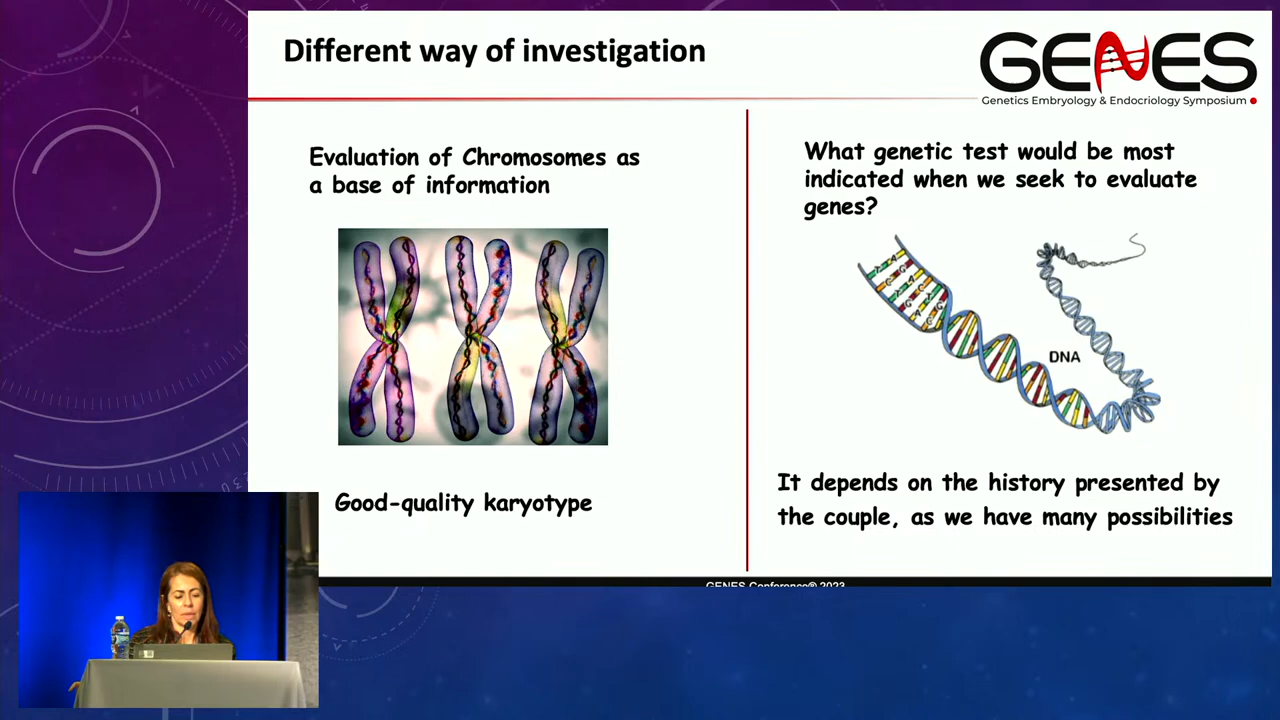 Different way of investigation
GENES
Genetics Embryology & Endocriology Symposium
Evaluation of Chromosomes as
a base of information
Good-quality karyotype
What genetic test would be most
indicated when we seek to evaluate
genes?
DNA
It depends on the history presented by
the couple, as we have many possibilities
GENES Conference® 2023